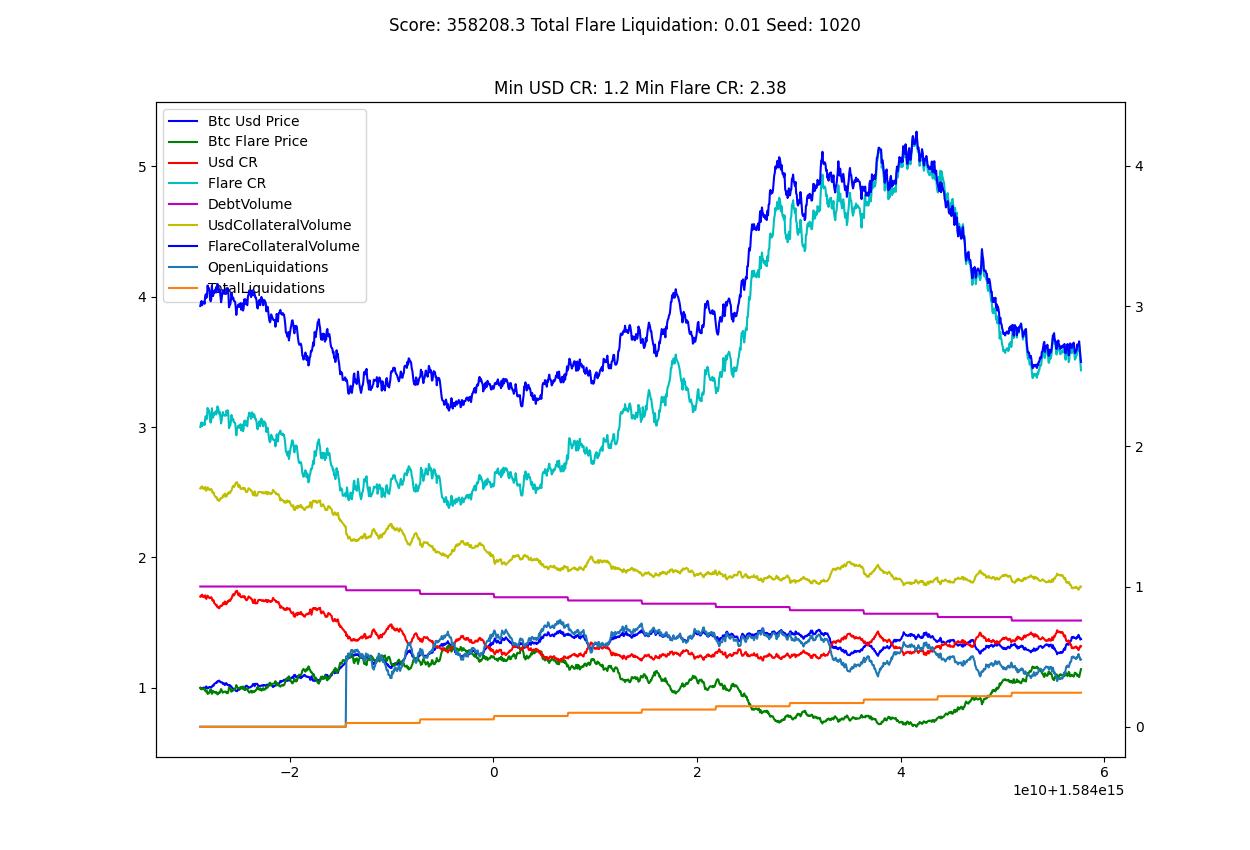 Score: 358208.3 Total Flare Liquidation: 0.01 Seed: 1020
Min USD CR: 1.2 Min Flare CR: 2.38
Btc Usd Price
Btc Flare Price
Usd CR
Flare CR
DebtVolume
UsdCollateralVolume
FlareCollateralVolume
OpenLiquidations
TotalLiquidations
5
4
3
2
1
4
3
2
1
0
−2
0
2
4
6
1e10+1.584e15